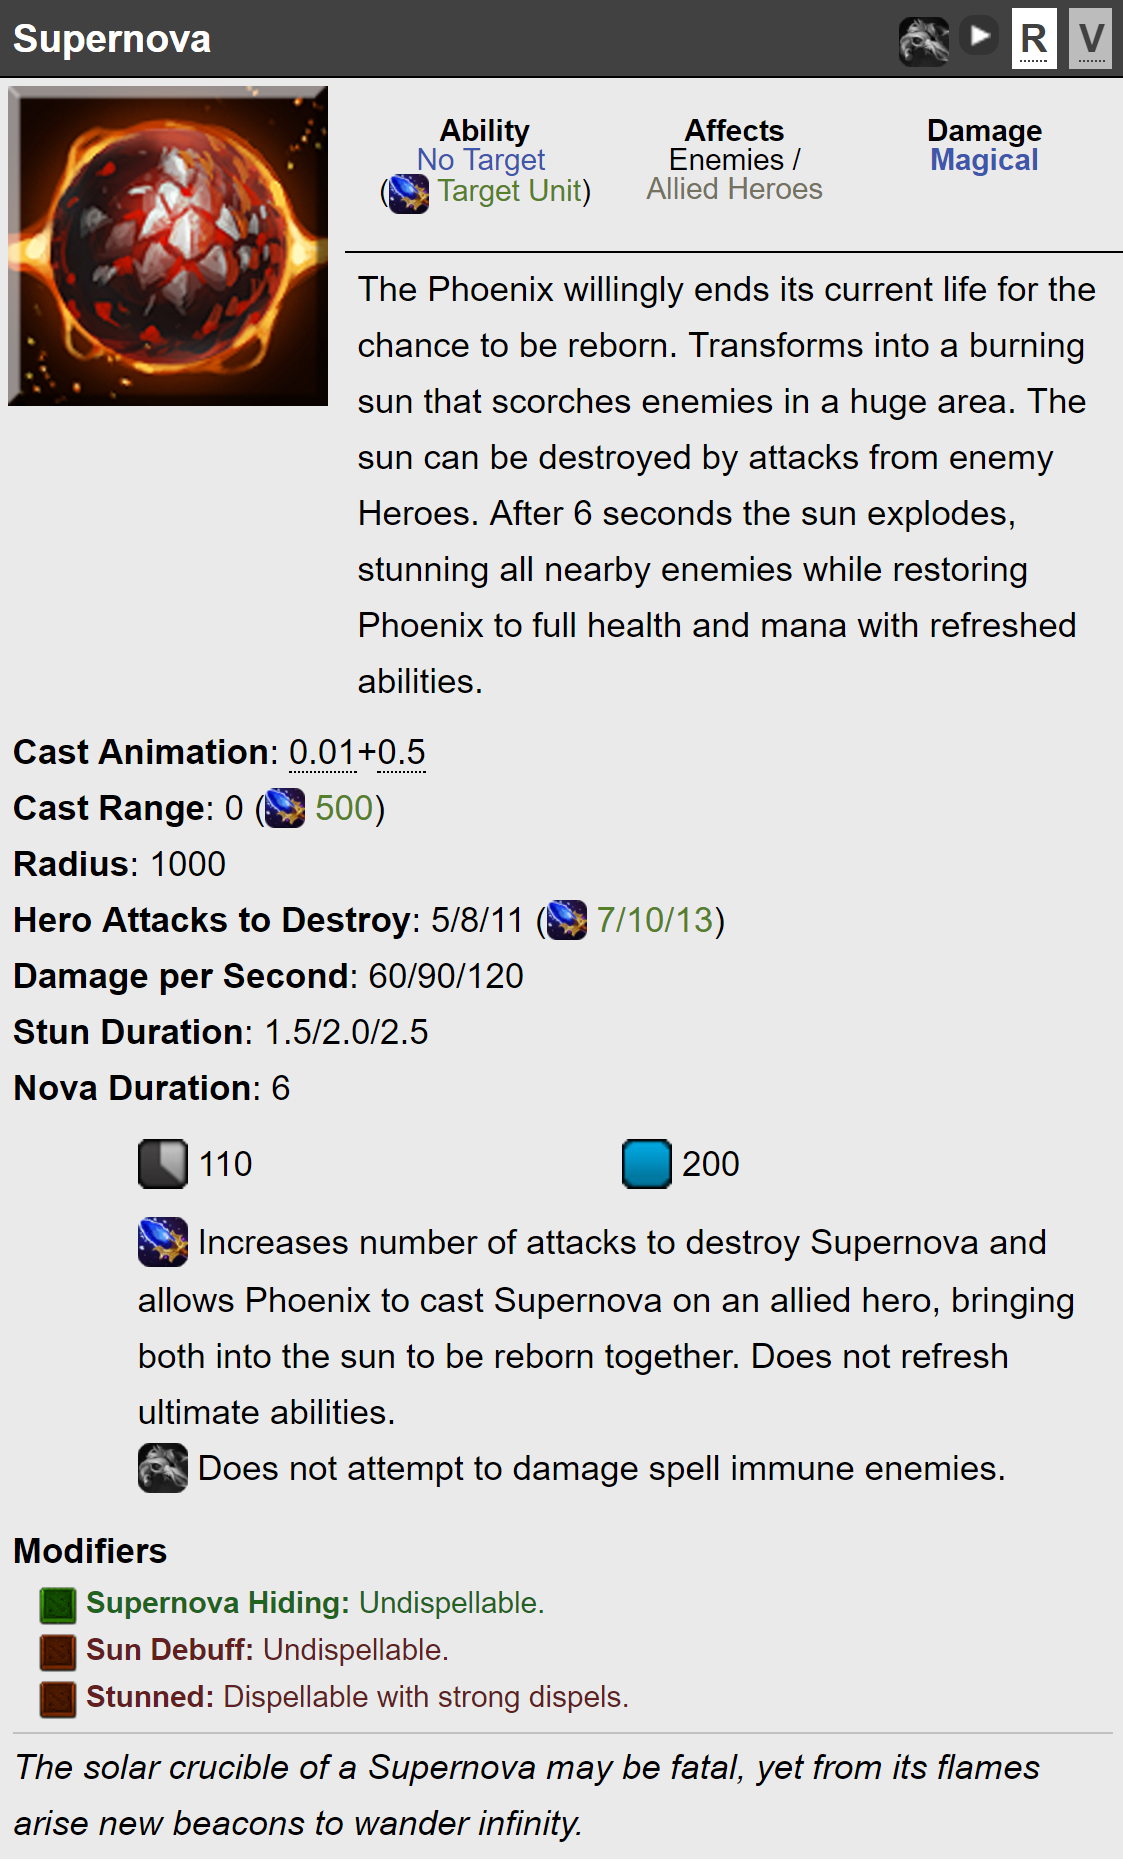 Supernova
R V
Ability
No Target
( Target Unit)
Affects
Enemies /
Allied Heroes
Damage
Magical
The Phoenix willingly ends its current life for the
chance to be reborn. Transforms into a burning
sun that scorches enemies in a huge area. The
sun can be destroyed by attacks from enemy
Heroes. After 6 seconds the sun explodes,
stunning all nearby enemies while restoring
Phoenix to full health and mana with refreshed
abilities.
Cast Animation: 0.01+0.5
Cast Range: 0 ( 500)
Radius: 1000
Hero Attacks to Destroy: 5/8/11 ( 7/10/13)
Damage per Second: 60/90/120
Stun Duration: 1.5/2.0/2.5
Nova Duration: 6
110 200
Increases number of attacks to destroy Supernova and
allows Phoenix to cast Supernova on an allied hero, bringing
both into the sun to be reborn together. Does not refresh
ultimate abilities.
Does not attempt to damage spell immune enemies.
Modifiers
Supernova Hiding: Undispellable.
Sun Debuff: Undispellable.
Stunned: Dispellable with strong dispels.
The solar crucible of a Supernova may be fatal, yet from its flames
arise new beacons to wander infinity.